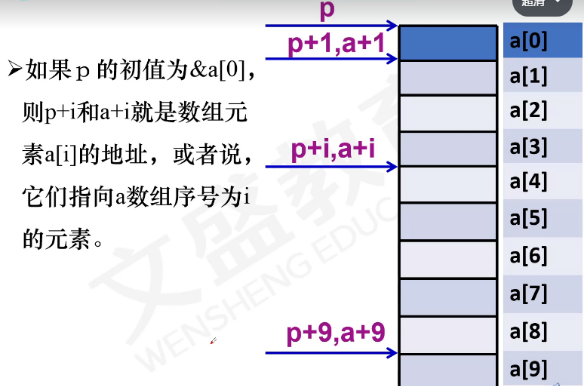 超清
➢如果ｐ的初值为&a[0]，
则p+i和a+i就是数组元
素a[i]的地址，或者说，
它们指向a数组序号为i
的元素。
p
p+1,a+1
p+i,a+i
p+9,a+9
a[0]
a[1]
a[2]
a[3]
a[4]
a[5]
a[6]
a[7]
a[8]
a[9]
文盛教育
WENSHENG EDUC